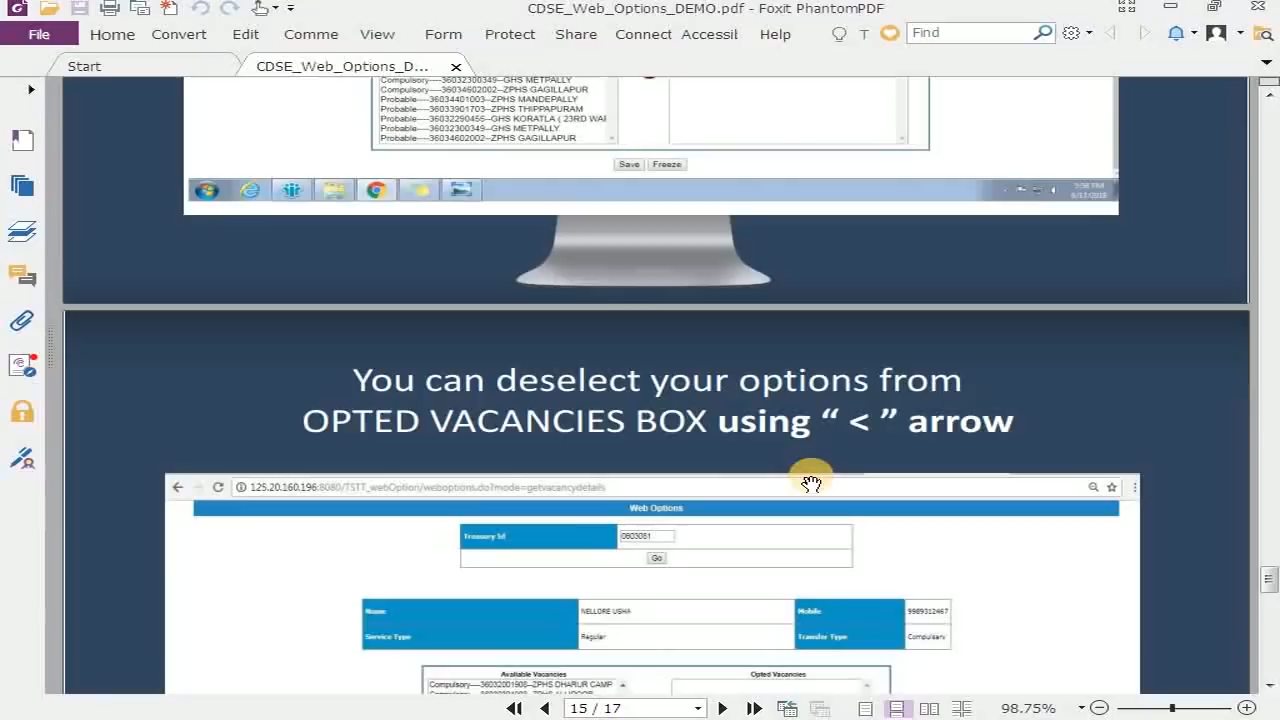 CDSE_Web_Options_DEMO.pdf - Foxit PhantomPDF
File Home Convert Edit Comme View Form Protect Share Connect Accessil Help Find
Start CDSE_Web_Options_D...
Compulsory----36032300349--GHS METPALLY
Compulsory----36034602002--ZPHS GAGILLAPUR
Probable----36034401003--ZPHS MANDEPALLY
Probable----36033901703--ZPHS THIPPAPURAM
Probable----36032290455--GHS KORATLA ( 23RD WAR
Probable----36032300349--GHS METPALLY
Probable----36034602002--ZPHS GAGILLAPUR
Save Freeze
You can deselect your options from
OPTED VACANCIES BOX using “ < ” arrow
125.20.160.196:8080/TSTT_webOption/weboptions.do?mode=getvacancydetails
Web Options
Treasury Id 0603081
Go
Name NELLORE USHA Mobile 9989312467
Service Type Regular Transfer Type Compulsary
Available Vacancies Opted Vacancies
Compulsory----36032001908--ZPHS DHARUR CAMP
15 / 17 98.75%